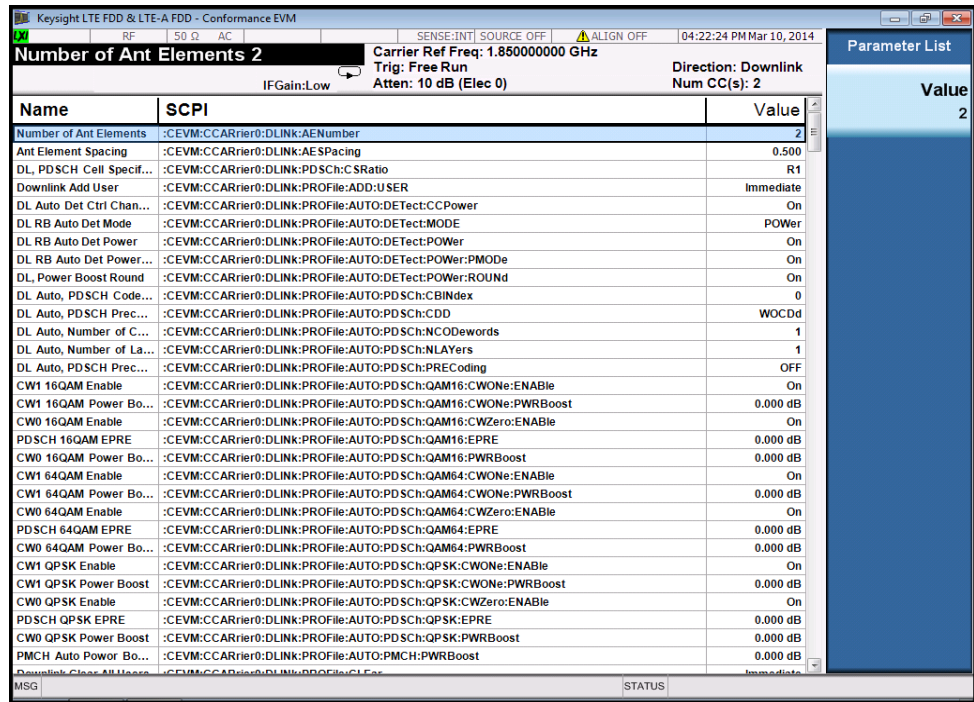 Keysight LTE FDD & LTE-A FDD - Conformance EVM
LXI RF 50 Ω AC SENSE:INT SOURCE OFF ALIGN OFF 04:22:24 PM Mar 10, 2014
Number of Ant Elements 2
Carrier Ref Freq: 1.850000000 GHz
Trig: Free Run Direction: Downlink
IFGain:Low Atten: 10 dB (Elec 0) Num CC(s): 2
Parameter List
Value
2
Name SCPI Value
Number of Ant Elements :CEVM:CCARrier0:DLINk:AENumber 2
Ant Element Spacing :CEVM:CCARrier0:DLINk:AESPacing 0.500
DL, PDSCH Cell Specif... :CEVM:CCARrier0:DLINk:PDSCh:CSRatio R1
Downlink Add User :CEVM:CCARrier0:DLINk:PROFile:ADD:USER Immediate
DL Auto Det Ctrl Chan... :CEVM:CCARrier0:DLINk:PROFile:AUTO:DETect:CCPower On
DL RB Auto Det Mode :CEVM:CCARrier0:DLINk:PROFile:AUTO:DETect:MODE POWer
DL RB Auto Det Power :CEVM:CCARrier0:DLINk:PROFile:AUTO:DETect:POWer On
DL RB Auto Det Power... :CEVM:CCARrier0:DLINk:PROFile:AUTO:DETect:POWer:PMODe On
DL, Power Boost Round :CEVM:CCARrier0:DLINk:PROFile:AUTO:DETect:POWer:ROUNd On
DL Auto, PDSCH Code... :CEVM:CCARrier0:DLINk:PROFile:AUTO:PDSCh:CBINdex 0
DL Auto, PDSCH Prec... :CEVM:CCARrier0:DLINk:PROFile:AUTO:PDSCh:CDD WOCDd
DL Auto, Number of C... :CEVM:CCARrier0:DLINk:PROFile:AUTO:PDSCh:NCODewords 1
DL Auto, Number of La... :CEVM:CCARrier0:DLINk:PROFile:AUTO:PDSCh:NLAYers 1
DL Auto, PDSCH Prec... :CEVM:CCARrier0:DLINk:PROFile:AUTO:PDSCh:PRECoding OFF
CW1 16QAM Enable :CEVM:CCARrier0:DLINk:PROFile:AUTO:PDSCh:QAM16:CWONe:ENABle On
CW1 16QAM Power Bo... :CEVM:CCARrier0:DLINk:PROFile:AUTO:PDSCh:QAM16:CWONe:PWRBoost 0.000 dB
CW0 16QAM Enable :CEVM:CCARrier0:DLINk:PROFile:AUTO:PDSCh:QAM16:CWZero:ENABle On
PDSCH 16QAM EPRE :CEVM:CCARrier0:DLINk:PROFile:AUTO:PDSCh:QAM16:EPRE 0.000 dB
CW0 16QAM Power Bo... :CEVM:CCARrier0:DLINk:PROFile:AUTO:PDSCh:QAM16:PWRBoost 0.000 dB
CW1 64QAM Enable :CEVM:CCARrier0:DLINk:PROFile:AUTO:PDSCh:QAM64:CWONe:ENABle On
CW1 64QAM Power Bo... :CEVM:CCARrier0:DLINk:PROFile:AUTO:PDSCh:QAM64:CWONe:PWRBoost 0.000 dB
CW0 64QAM Enable :CEVM:CCARrier0:DLINk:PROFile:AUTO:PDSCh:QAM64:CWZero:ENABle On
PDSCH 64QAM EPRE :CEVM:CCARrier0:DLINk:PROFile:AUTO:PDSCh:QAM64:EPRE 0.000 dB
CW0 64QAM Power Bo... :CEVM:CCARrier0:DLINk:PROFile:AUTO:PDSCh:QAM64:PWRBoost 0.000 dB
CW1 QPSK Enable :CEVM:CCARrier0:DLINk:PROFile:AUTO:PDSCh:QPSK:CWONe:ENABle On
CW1 QPSK Power Boost :CEVM:CCARrier0:DLINk:PROFile:AUTO:PDSCh:QPSK:CWONe:PWRBoost 0.000 dB
CW0 QPSK Enable :CEVM:CCARrier0:DLINk:PROFile:AUTO:PDSCh:QPSK:CWZero:ENABle On
PDSCH QPSK EPRE :CEVM:CCARrier0:DLINk:PROFile:AUTO:PDSCh:QPSK:EPRE 0.000 dB
CW0 QPSK Power Boost :CEVM:CCARrier0:DLINk:PROFile:AUTO:PDSCh:QPSK:PWRBoost 0.000 dB
PMCH Auto Powor Bo... :CEVM:CCARrier0:DLINk:PROFile:AUTO:PMCH:PWRBoost 0.000 dB
MSG STATUS